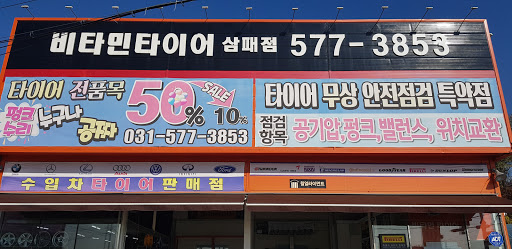 비타민타이어 삼패점 577-3853
타이어 전품목
펑크 수리 누구나 공짜
50% SALE 10%
031-577-3853
타이어 무상 안전점검 특약점
점검 항목 공기압,펑크,밸런스, 위치교환
수입차타이어판매점